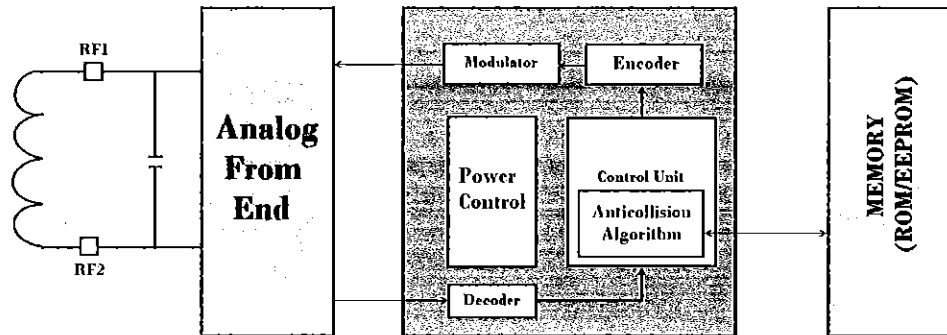 RF1
RF2
Analog
From
End
Modulator
Encoder
Power
Control
Control Unit
Anticollision
Algorithm
Decoder
MEMORY
(ROM/EEPROM)